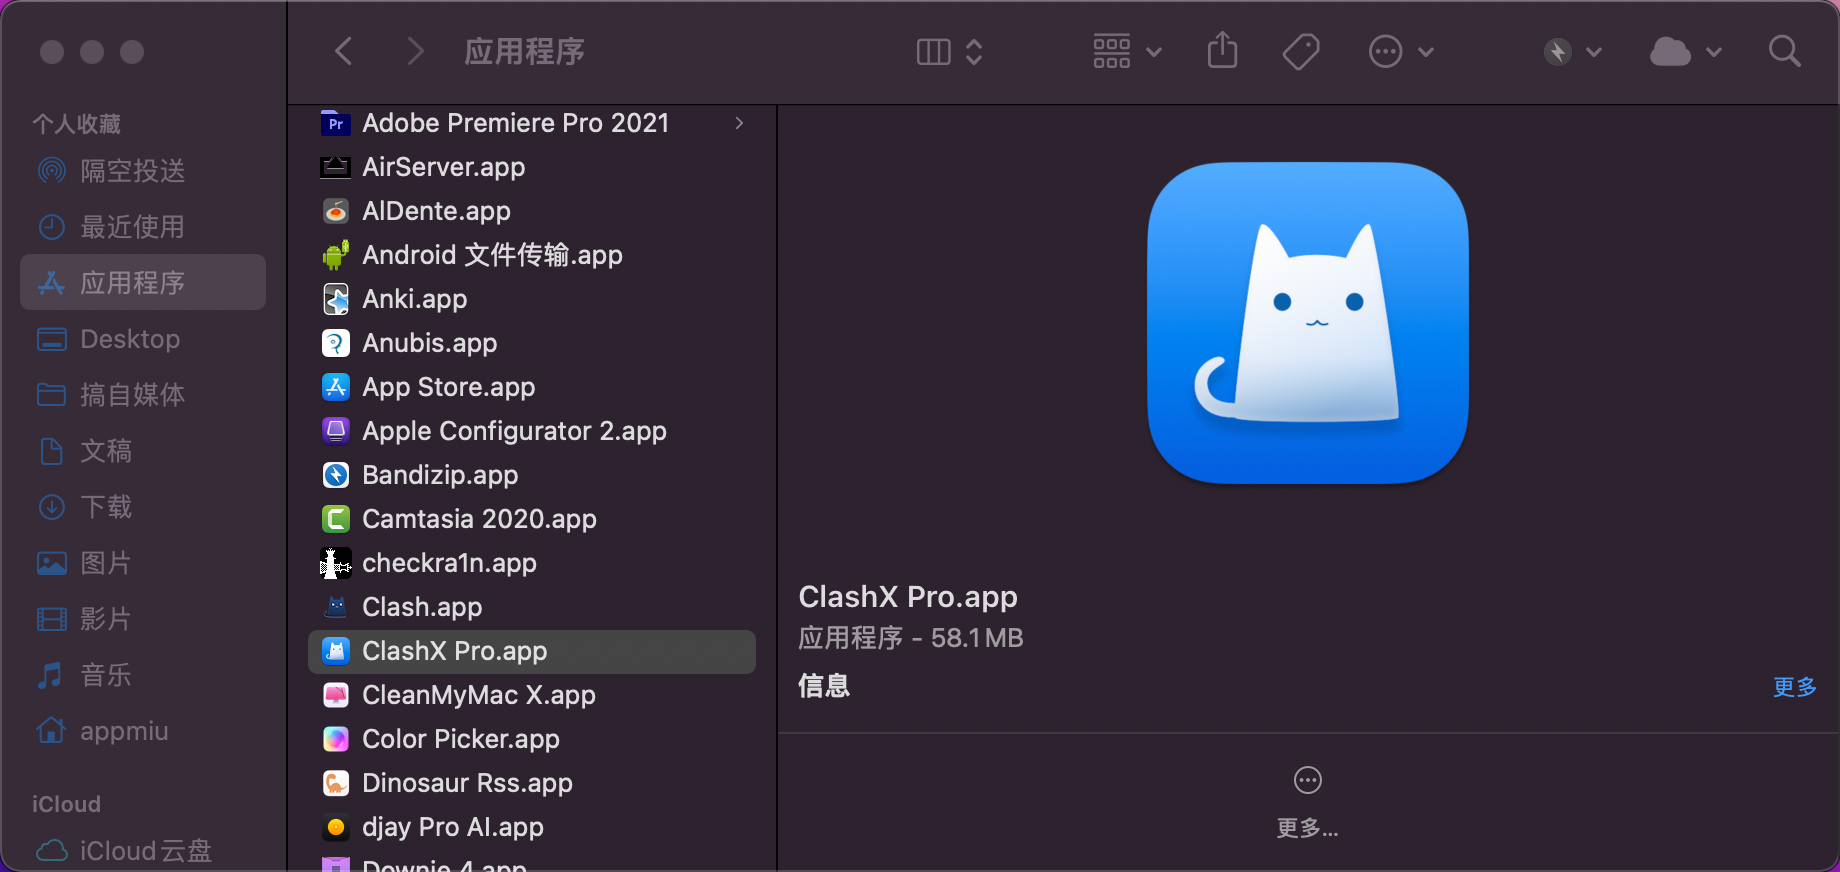 应用程序
个人收藏
隔空投送
最近使用
应用程序
Desktop
搞自媒体
文稿
下载
图片
影片
音乐
appmiu
iCloud
iCloud云盘
Pr
Adobe Premiere Pro 2021
AirServer.app
AlDente.app
Android 文件传输.app
Anki.app
Anubis.app
App Store.app
Apple Configurator 2.app
Bandizip.app
Camtasia 2020.app
checkra1n.app
Clash.app
ClashX Pro.app
CleanMyMac X.app
Color Picker.app
Dinosaur Rss.app
djay Pro AI.app
Downie 4.app
ClashX Pro.app
应用程序 - 58.1 MB
信息
更多
更多...